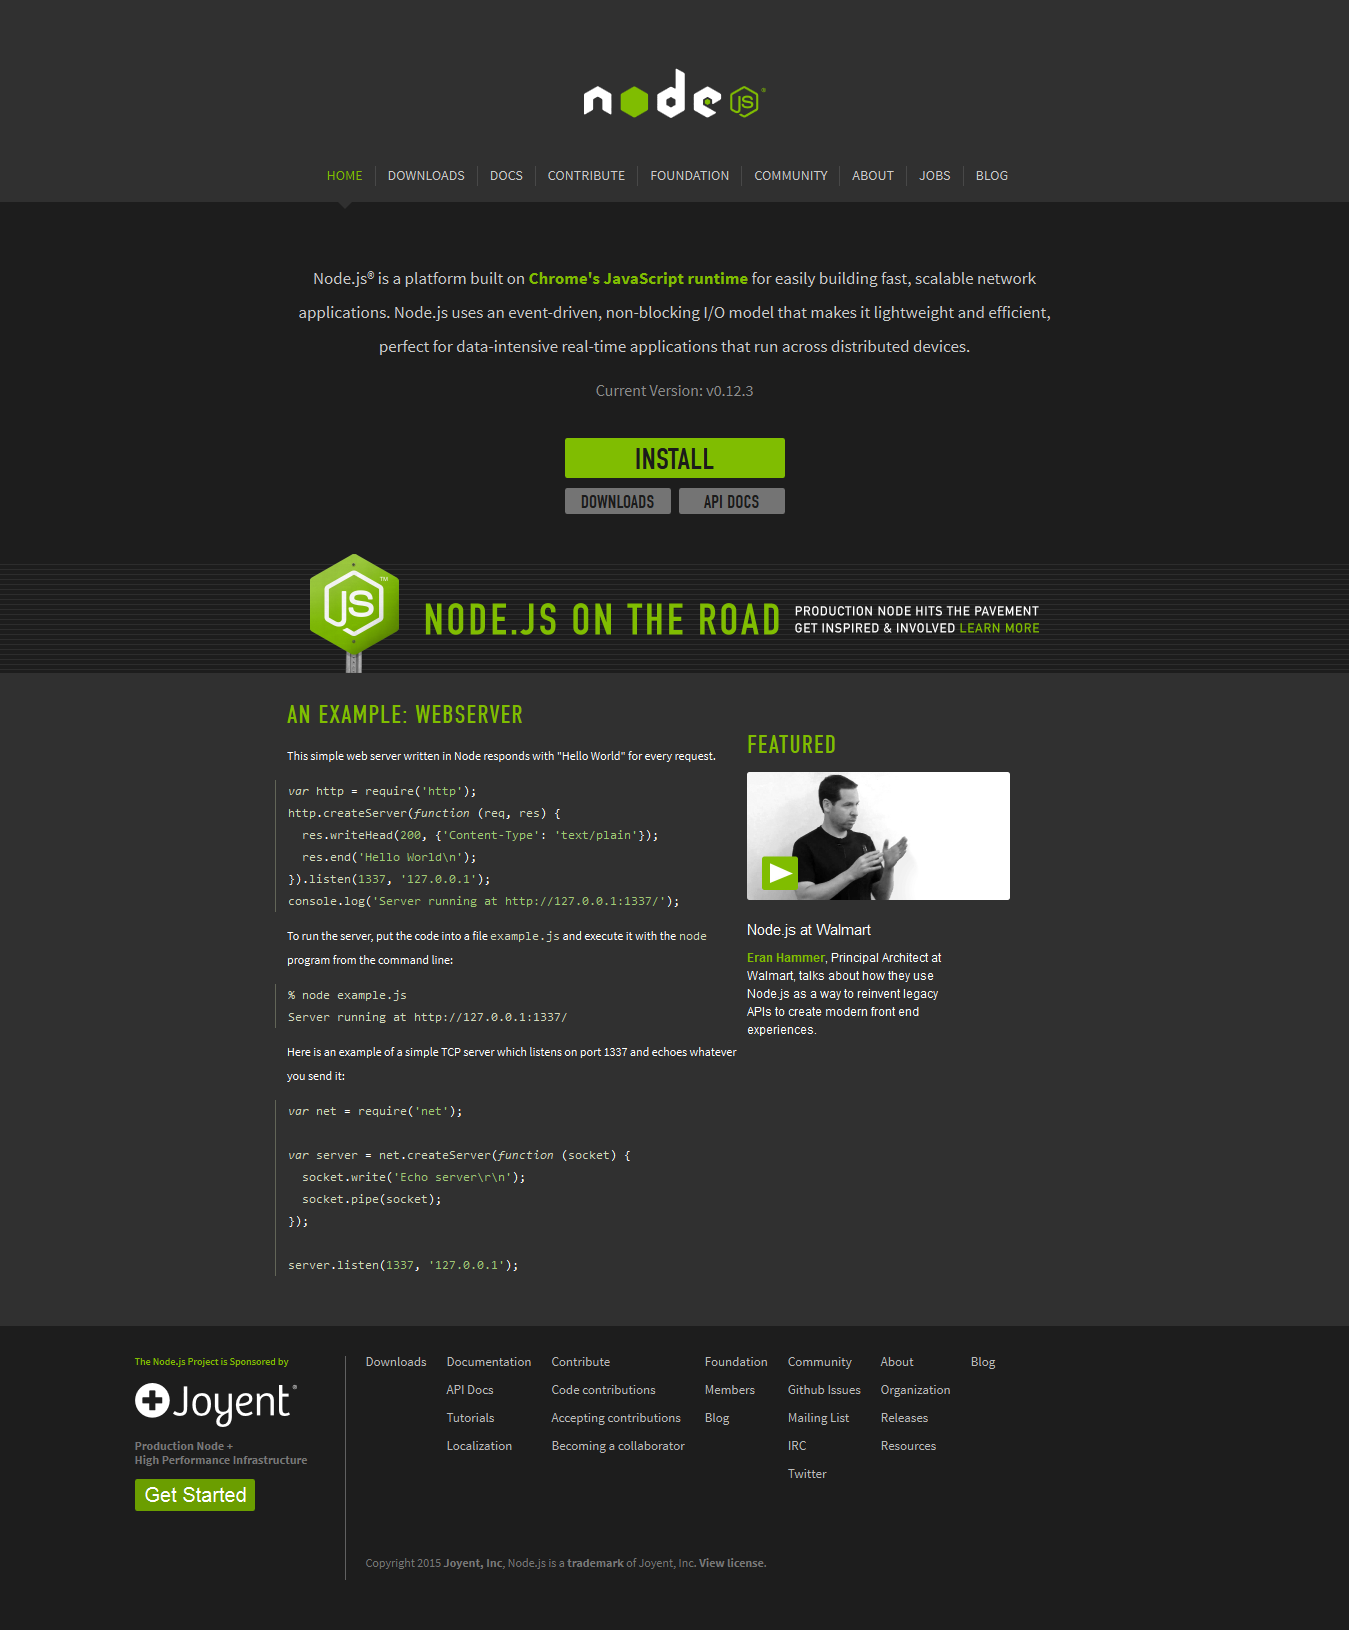 node JS®
HOME DOWNLOADS DOCS CONTRIBUTE FOUNDATION COMMUNITY ABOUT JOBS BLOG
Node.js® is a platform built on Chrome's JavaScript runtime for easily building fast, scalable network
applications. Node.js uses an event-driven, non-blocking I/O model that makes it lightweight and efficient,
perfect for data-intensive real-time applications that run across distributed devices.
Current Version: v0.12.3
INSTALL
DOWNLOADS API DOCS
JS™
NODE.JS ON THE ROAD
PRODUCTION NODE HITS THE PAVEMENT
GET INSPIRED & INVOLVED LEARN MORE
AN EXAMPLE: WEBSERVER
This simple web server written in Node responds with "Hello World" for every request.
var http = require('http');
http.createServer(function (req, res) {
  res.writeHead(200, {'Content-Type': 'text/plain'});
  res.end('Hello World\n');
}).listen(1337, '127.0.0.1');
console.log('Server running at http://127.0.0.1:1337/');
To run the server, put the code into a file example.js and execute it with the node
program from the command line:
% node example.js
Server running at http://127.0.0.1:1337/
Here is an example of a simple TCP server which listens on port 1337 and echoes whatever
you send it:
var net = require('net');
var server = net.createServer(function (socket) {
  socket.write('Echo server\r\n');
  socket.pipe(socket);
});
server.listen(1337, '127.0.0.1');
FEATURED
Node.js at Walmart
Eran Hammer, Principal Architect at
Walmart, talks about how they use
Node.js as a way to reinvent legacy
APIs to create modern front end
experiences.
The Node.js Project is Sponsored by
Joyent®
Production Node +
High Performance Infrastructure
Get Started
Downloads
Documentation
API Docs
Tutorials
Localization
Contribute
Code contributions
Accepting contributions
Becoming a collaborator
Foundation
Members
Blog
Community
Github Issues
Mailing List
IRC
Twitter
About
Organization
Releases
Resources
Blog
Copyright 2015 Joyent, Inc, Node.js is a trademark of Joyent, Inc. View license.